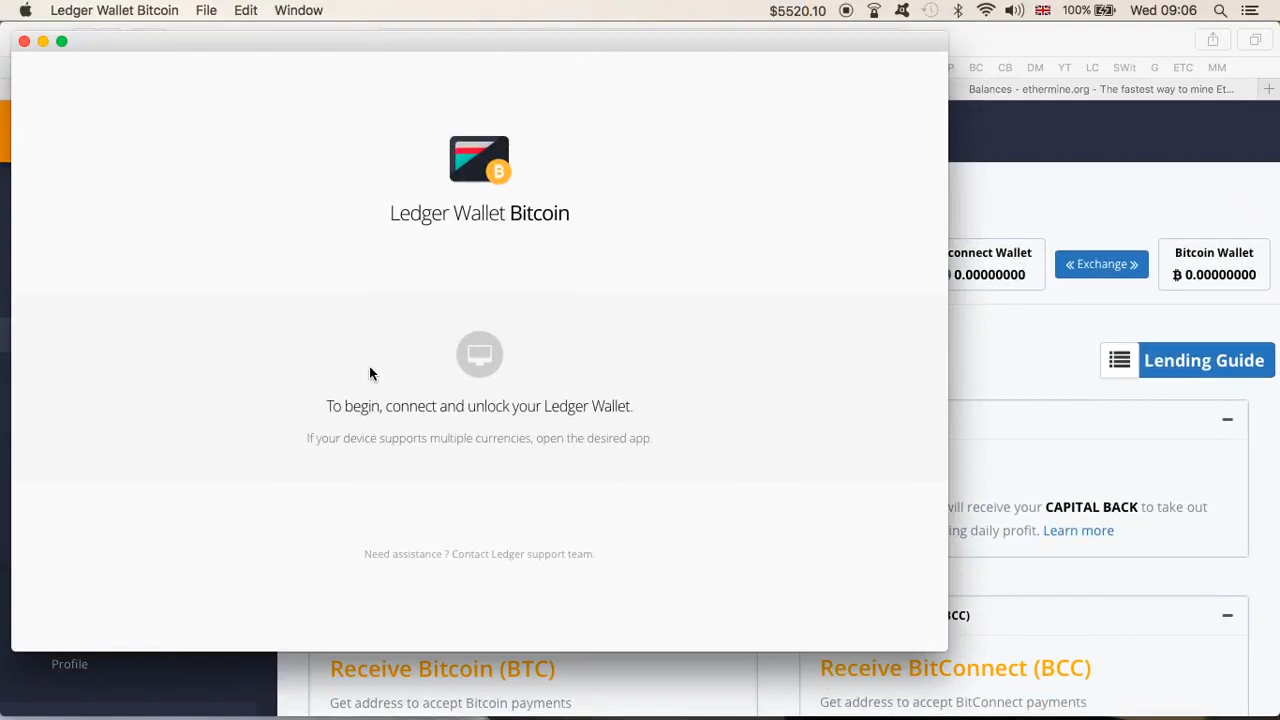 Ledger Wallet Bitcoin File Edit Window $5520.10 100% Wed 09:06
BC CB DM YT LC SWit G ETC MM
Balances - ethermine.org - The fastest way to mine Et...
Ledger Wallet Bitcoin
connect Wallet
0.00000000
« Exchange »
Bitcoin Wallet
₿ 0.00000000
Lending Guide
To begin, connect and unlock your Ledger Wallet.
If your device supports multiple currencies, open the desired app.
will receive your CAPITAL BACK to take out
ing daily profit. Learn more
Need assistance ? Contact Ledger support team.
BCC)
Profile
Receive Bitcoin (BTC)
Get address to accept Bitcoin payments
Receive BitConnect (BCC)
Get address to accept BitConnect payments